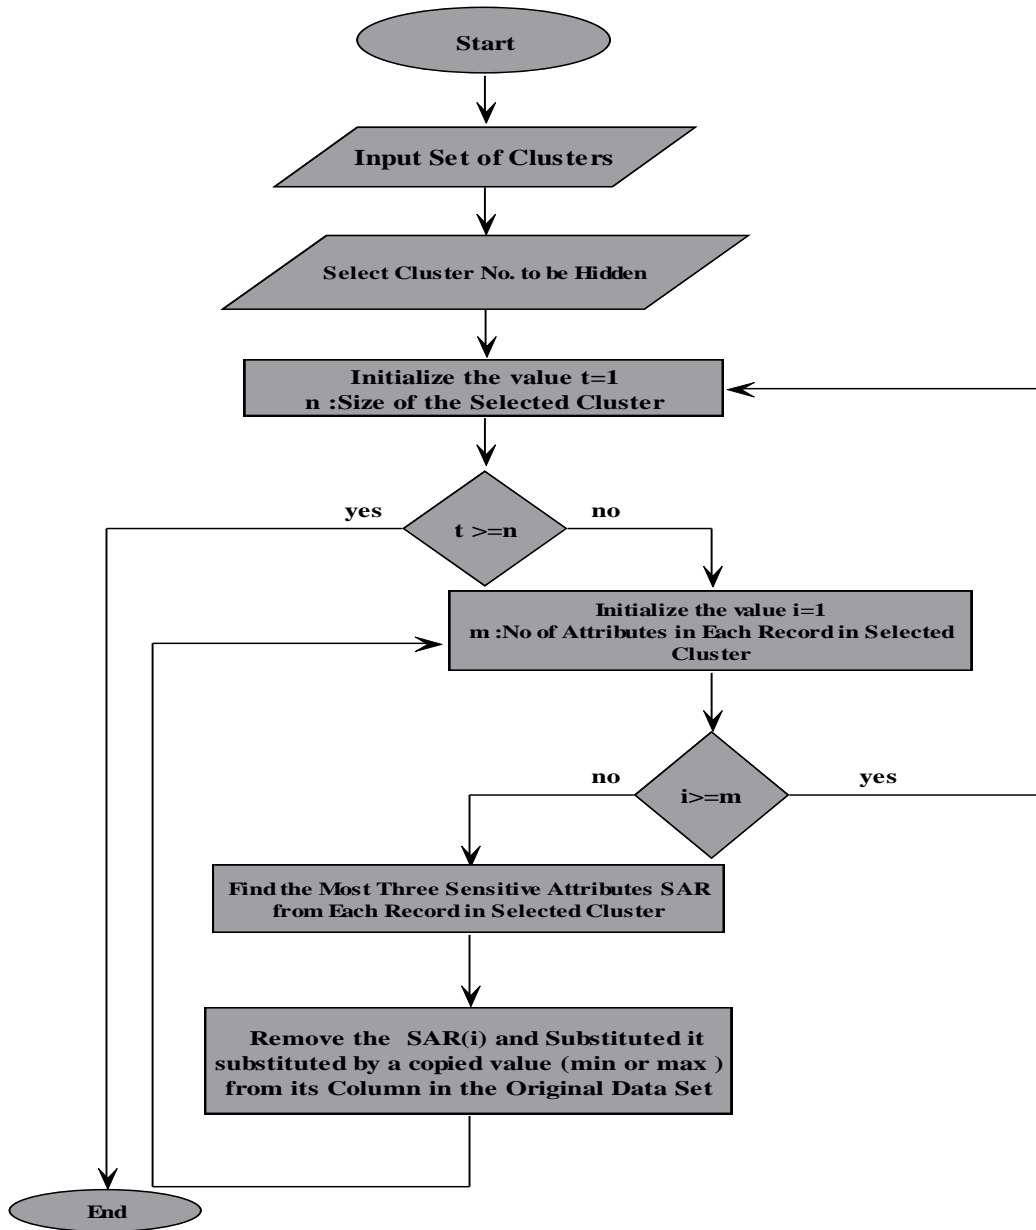 Start
Input Set of Clusters
Select Cluster No. to be Hidden
Initialize the value t=1
n :Size of the Selected Cluster
yes
t >=n
no
Initialize the value i=1
m :No of Attributes in Each Record in Selected
Cluster
no
i>=m
yes
Find the Most Three Sensitive Attributes SAR
from Each Record in Selected Cluster
Remove the SAR(i) and Substituted it
substituted by a copied value (min or max )
from its Column in the Original Data Set
End